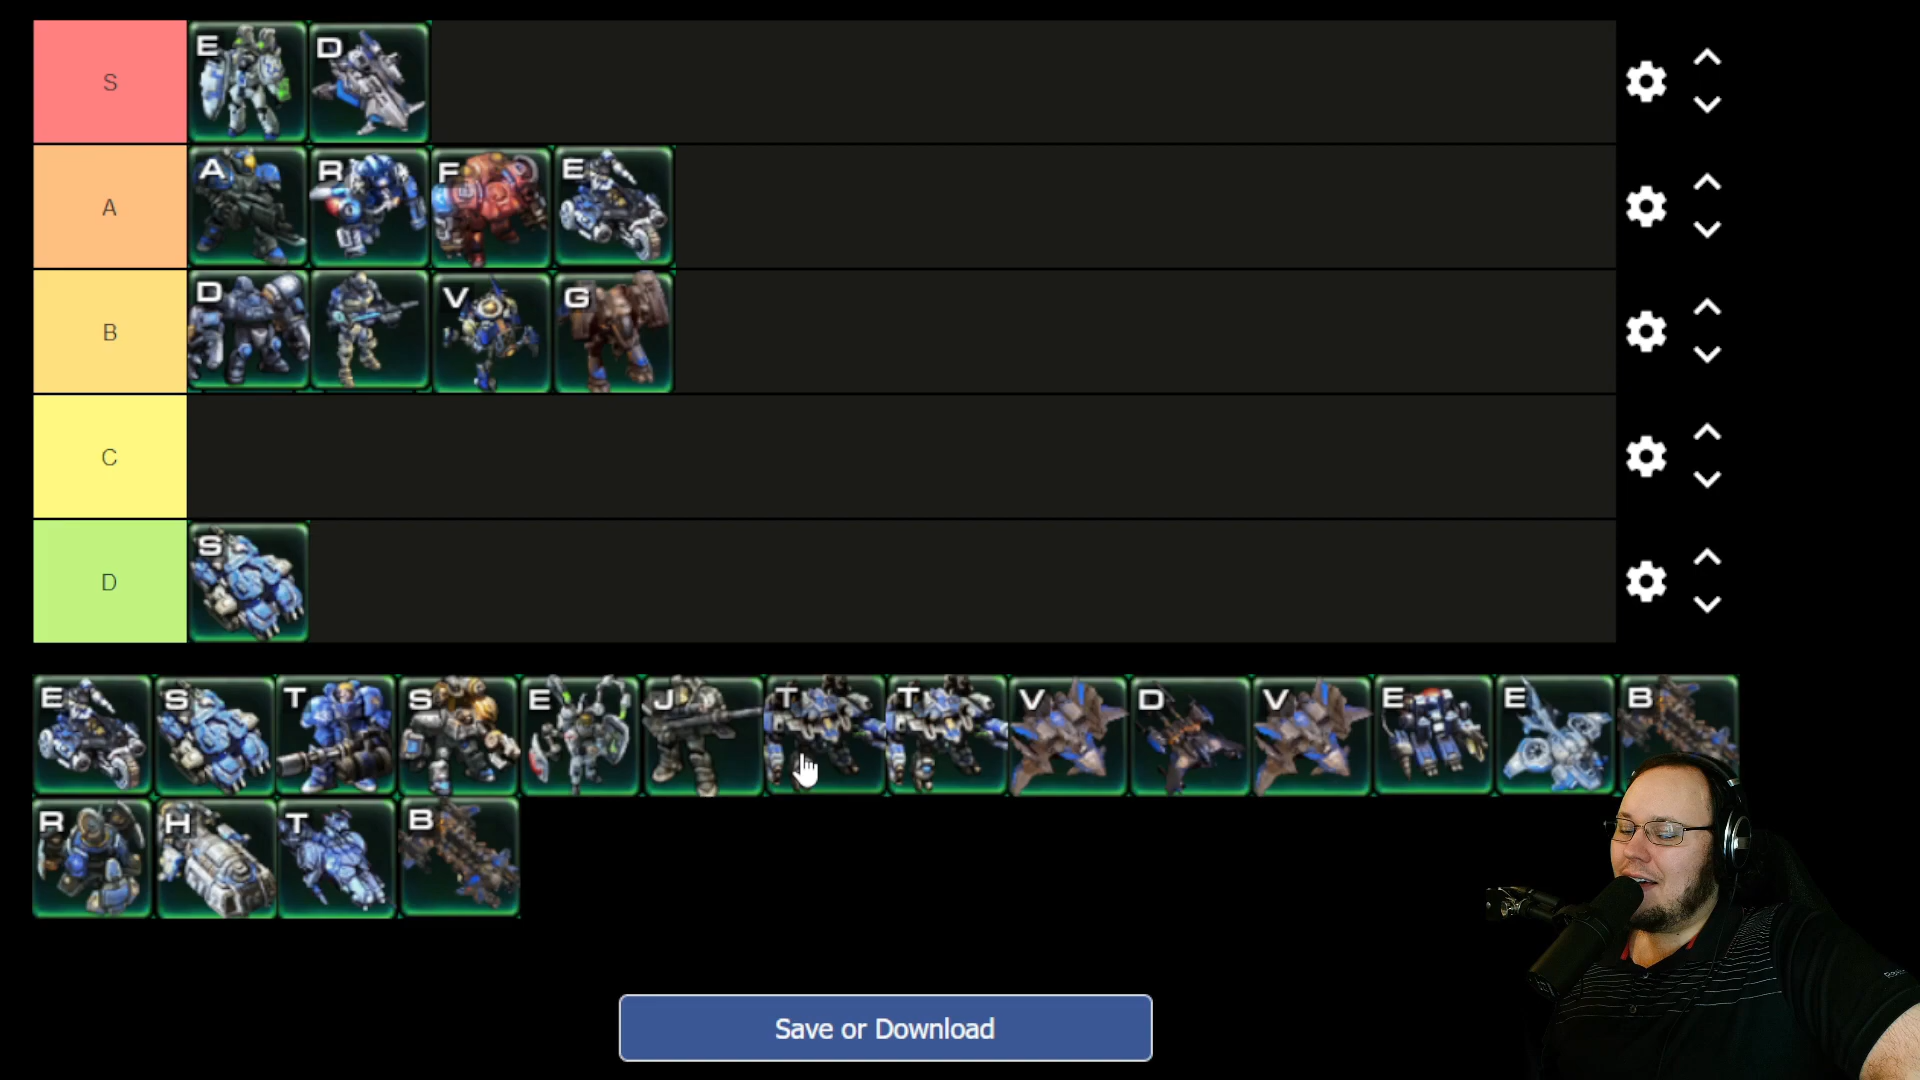 S
E D
A
A R F E
B
D V G
C
D
S
E S T S E J T T V D V E E B
R H T B
Save or Download